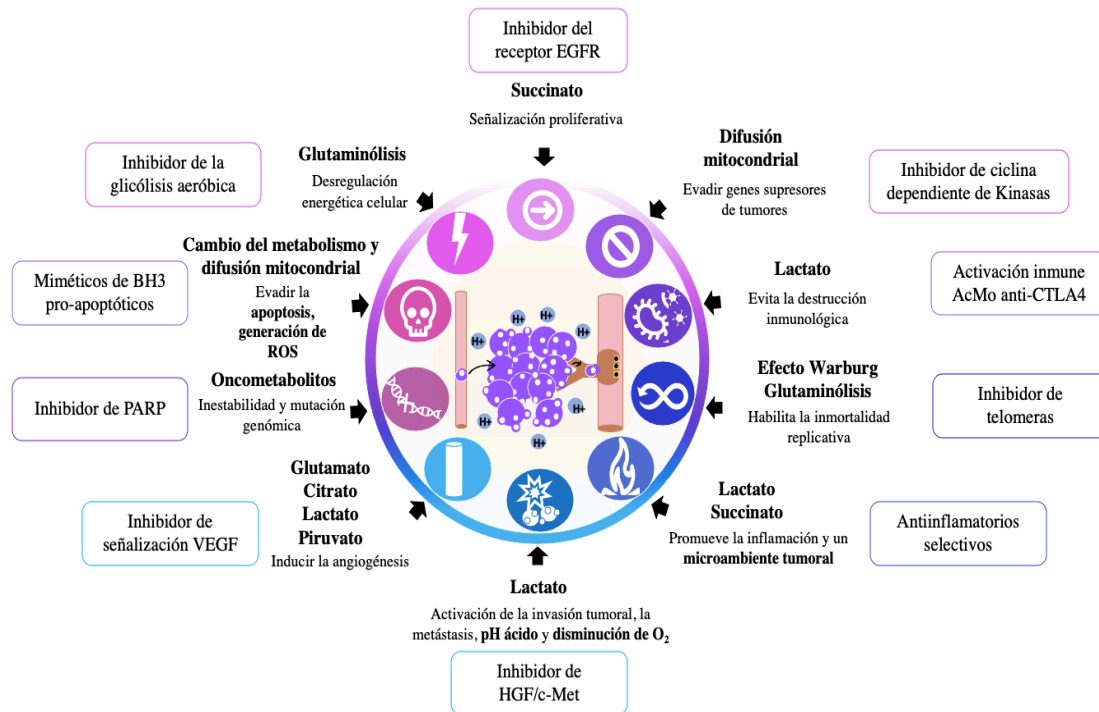 Inhibidor del
receptor EGFR
Succinato
Señalización proliferativa
Glutaminólisis
Desregulación
energética celular
Inhibidor de la
glicólisis aeróbica
Difusión
mitocondrial
Evadir genes supresores
de tumores
Inhibidor de ciclina
dependiente de Kinasas
Cambio del metabolismo y
difusión mitocondrial
Evadir la
apoptosis,
generación de
ROS
Miméticos de BH3
pro-apoptóticos
Lactato
Evita la destrucción
inmunológica
Activación inmune
AcMo anti-CTLA4
Oncometabolitos
Inestabilidad y mutación
genómica
Inhibidor de PARP
Efecto Warburg
Glutaminólisis
Habilita la inmortalidad
replicativa
Inhibidor de
telomeras
H+
H+
H+
H+
H+
H+
H+
H+
Glutamato
Citrato
Lactato
Piruvato
Inducir la angiogénesis
Inhibidor de
señalización VEGF
Lactato
Succinato
Promueve la inflamación y un
microambiente tumoral
Antiinflamatorios
selectivos
Lactato
Activación de la invasión tumoral, la
metástasis, pH ácido y disminución de O₂
Inhibidor de
HGF/c-Met